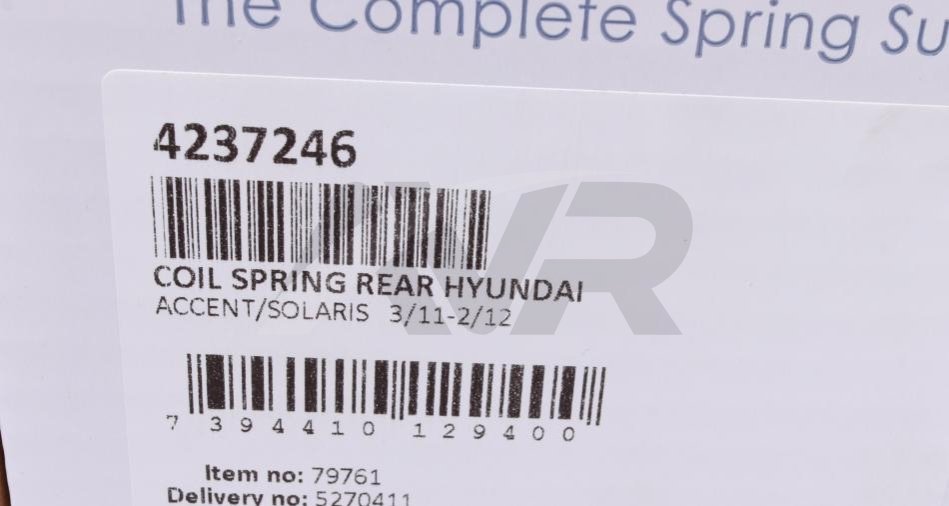 The Complete Spring Su
4237246
AVR
COIL SPRING REAR HYUNDAI
ACCENT/SOLARIS 3/11-2/12
7 394410 129400
Item no: 79761
Delivery no: 5270411